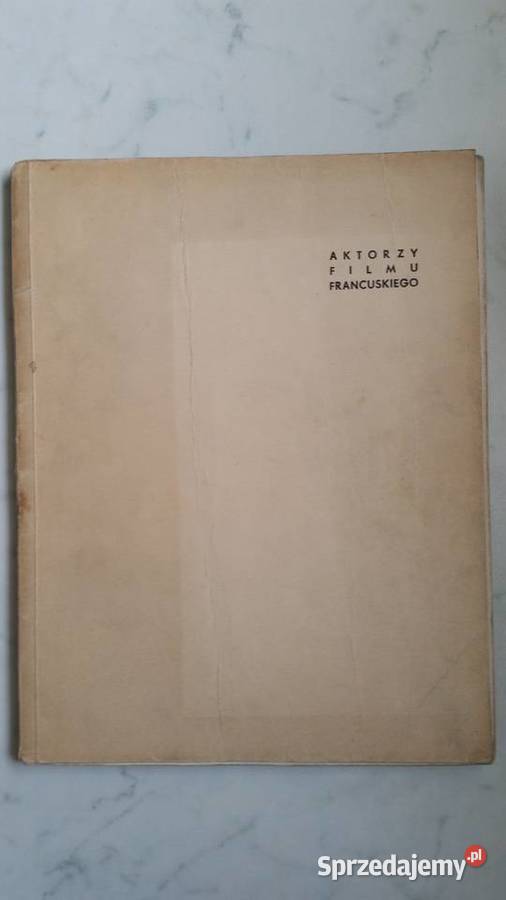 AKTORZY
FILMU
FRANCUSKIEGO
Sprzedajemy.pl